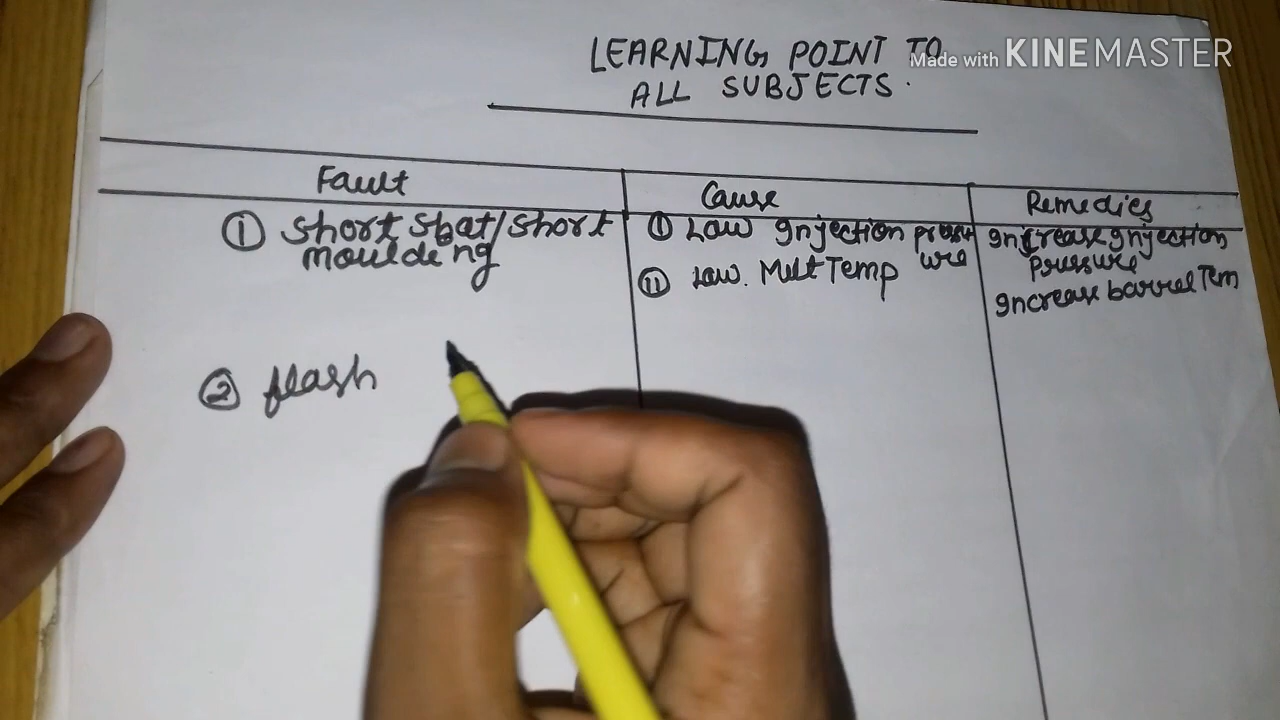 LEARNING POINT TO
ALL SUBJECTS.
Made with KINEMASTER
Fault Cause Remedies
① Short Shat/Short
moulding
① Low Injection pressure
② flash
⑪ Low. Melt Temp
Increase Injection
Pressure
Increase barrel Tem